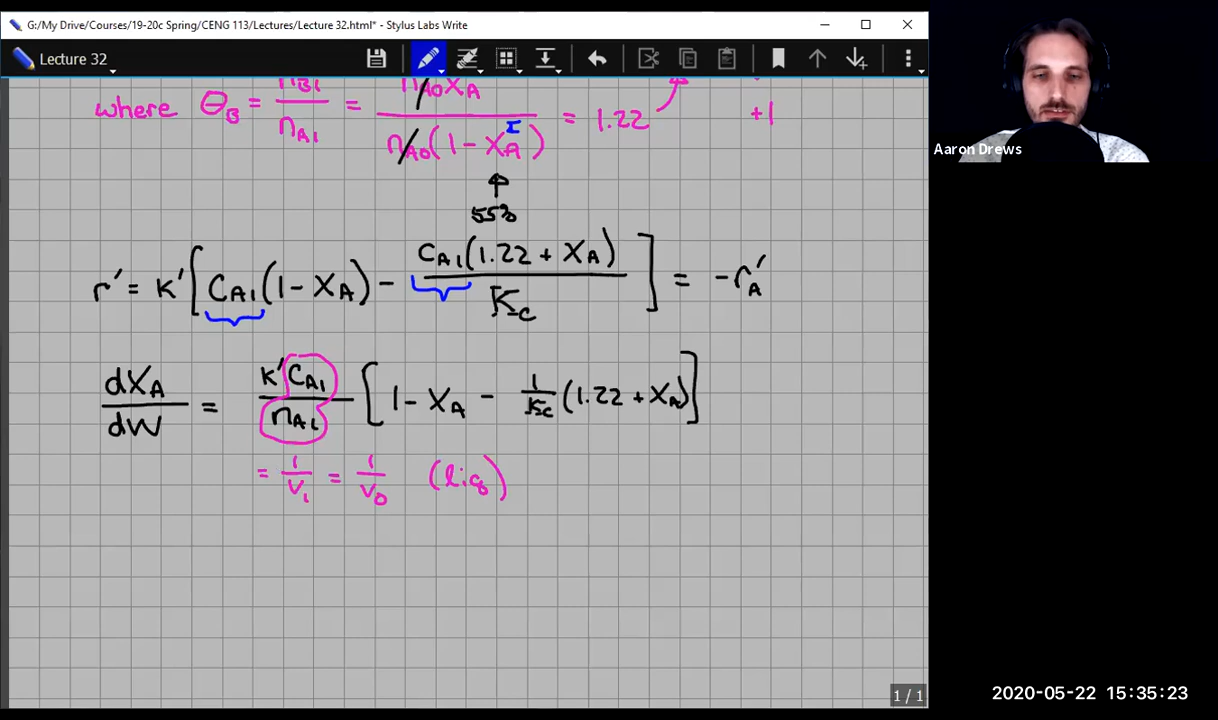 G:/My Drive/Courses/19-20c Spring/CENG 113/Lectures/Lecture 32.html* - Stylus Labs Write
Lecture 32
where Θ_B = n_B1 / n_A1 = n_A0 X_A / n_A0 (1 - X_A^I) = 1.22 +1
55%
r' = k' [ C_A1 (1 - X_A) - C_A1 (1.22 + X_A) / K_C ] = -r_A'
dX_A / dW = k' C_A1 / n_A1 [ 1 - X_A - 1/K_C (1.22 + X_A) ]
= 1/V_1 = 1/V_0 (liq)
Aaron Drews
1 / 1
2020-05-22 15:35:23